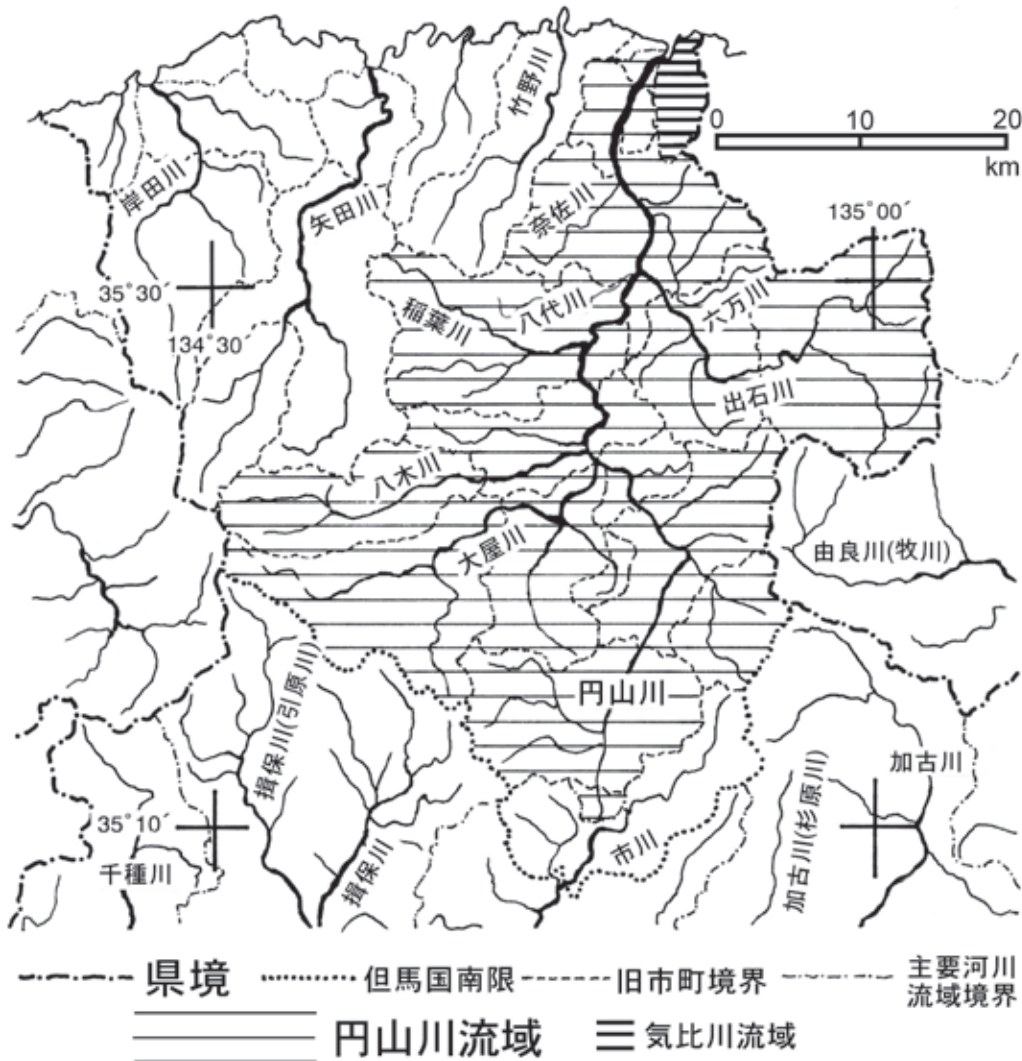 竹野川
0 10 20
km
岸田川
矢田川
奈佐川
135°00´
35°30´
134°30´
稲葉川
八代川
六万川
出石川
八木川
大屋川
由良川(牧川)
円山川
揖保川(引原川)
加古川
加古川(杉原川)
35°10´
市川
千種川
揖保川
県境 但馬国南限 旧市町境界 主要河川
流域境界
円山川流域 気比川流域